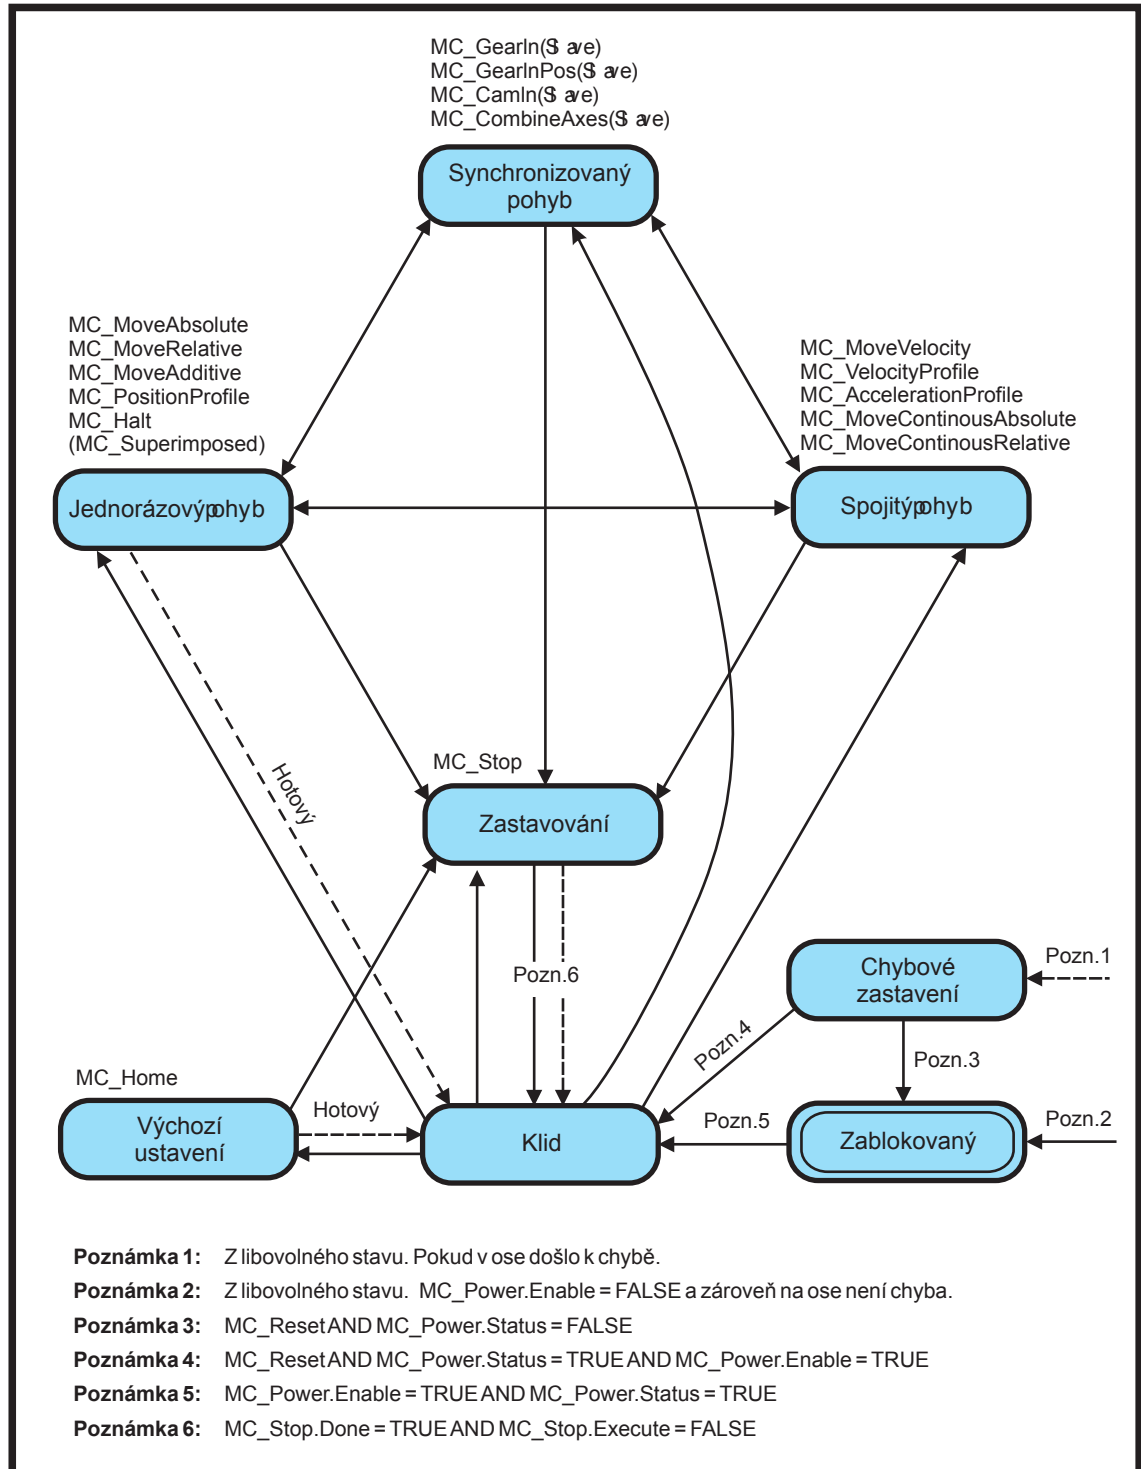 MC_GearIn(Slave)
MC_GearInPos(Slave)
MC_CamIn(Slave)
MC_CombineAxes(Slave)
Synchronizovaný
pohyb
MC_MoveAbsolute
MC_MoveRelative
MC_MoveAdditive
MC_PositionProfile
MC_Halt
(MC_Superimposed)
MC_MoveVelocity
MC_VelocityProfile
MC_AccelerationProfile
MC_MoveContinousAbsolute
MC_MoveContinousRelative
Jednorázový pohyb
Spojitý pohyb
Hotový
MC_Stop
Zastavování
Pozn.6
Chybové
zastavení
Pozn.1
Pozn.4
Pozn.3
MC_Home
Výchozí
ustavení
Hotový
Klid
Pozn.5
Zablokovaný
Pozn.2
Poznámka 1: Z libovolného stavu. Pokud v ose došlo k chybě.
Poznámka 2: Z libovolného stavu. MC_Power.Enable = FALSE a zároveň na ose není chyba.
Poznámka 3: MC_Reset AND MC_Power.Status = FALSE
Poznámka 4: MC_Reset AND MC_Power.Status = TRUE AND MC_Power.Enable = TRUE
Poznámka 5: MC_Power.Enable = TRUE AND MC_Power.Status = TRUE
Poznámka 6: MC_Stop.Done = TRUE AND MC_Stop.Execute = FALSE